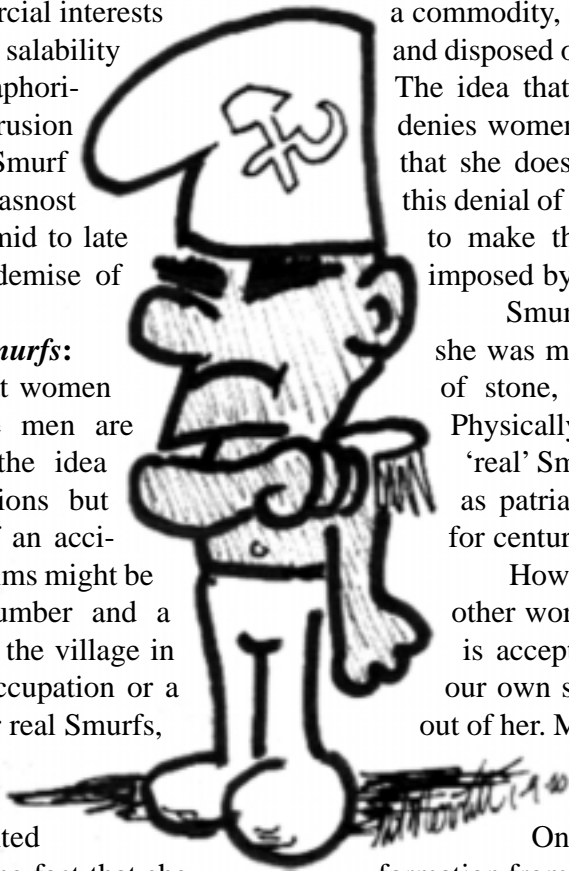 rcial interests
salability
aphori-
rusion
Smurf
asnost
mid to late
demise of
murfs:
t women
men are
the idea
ions but
f an acci-
ims might be
umber and a
the village in
ccupation or a
r real Smurfs,
ted
fact that she
a commodity,
and disposed o
The idea that
denies women
that she does
this denial of
to make th
imposed by
Smur
she was m
of stone,
Physically
‘real’ Sm
as patria
for centur
How
other wor
is accept
our own s
out of her. M
On
formation from